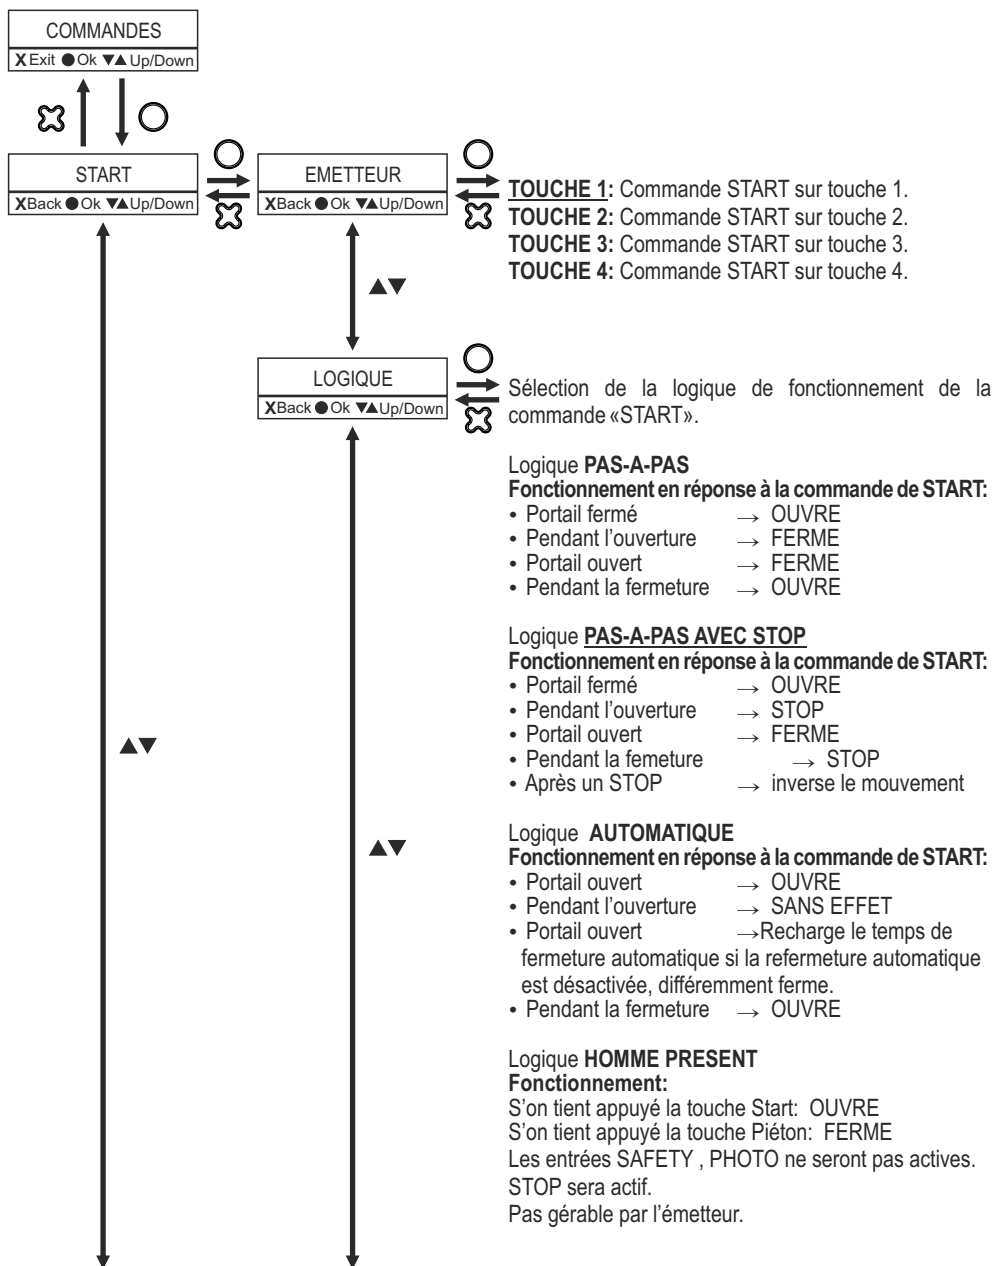 COMMANDES
X Exit ● Ok ▼▲ Up/Down
START
XBack ● Ok ▼▲Up/Down
EMETTEUR
XBack ● Ok ▼▲Up/Down
TOUCHE 1: Commande START sur touche 1.
TOUCHE 2: Commande START sur touche 2.
TOUCHE 3: Commande START sur touche 3.
TOUCHE 4: Commande START sur touche 4.
▲▼
LOGIQUE
XBack ● Ok ▼▲Up/Down
Sélection de la logique de fonctionnement de la
commande «START».
Logique PAS-A-PAS
Fonctionnement en réponse à la commande de START:
• Portail fermé → OUVRE
• Pendant l'ouverture → FERME
• Portail ouvert → FERME
• Pendant la fermeture → OUVRE
Logique PAS-A-PAS AVEC STOP
Fonctionnement en réponse à la commande de START:
• Portail fermé → OUVRE
• Pendant l'ouverture → STOP
• Portail ouvert → FERME
• Pendant la femeture → STOP
• Après un STOP → inverse le mouvement
▲▼
▲▼
Logique AUTOMATIQUE
Fonctionnement en réponse à la commande de START:
• Portail ouvert → OUVRE
• Pendant l'ouverture → SANS EFFET
• Portail ouvert →Recharge le temps de
fermeture automatique si la refermeture automatique
est désactivée, différemment ferme.
• Pendant la fermeture → OUVRE
Logique HOMME PRESENT
Fonctionnement:
S'on tient appuyé la touche Start: OUVRE
S'on tient appuyé la touche Piéton: FERME
Les entrées SAFETY , PHOTO ne seront pas actives.
STOP sera actif.
Pas gérable par l'émetteur.